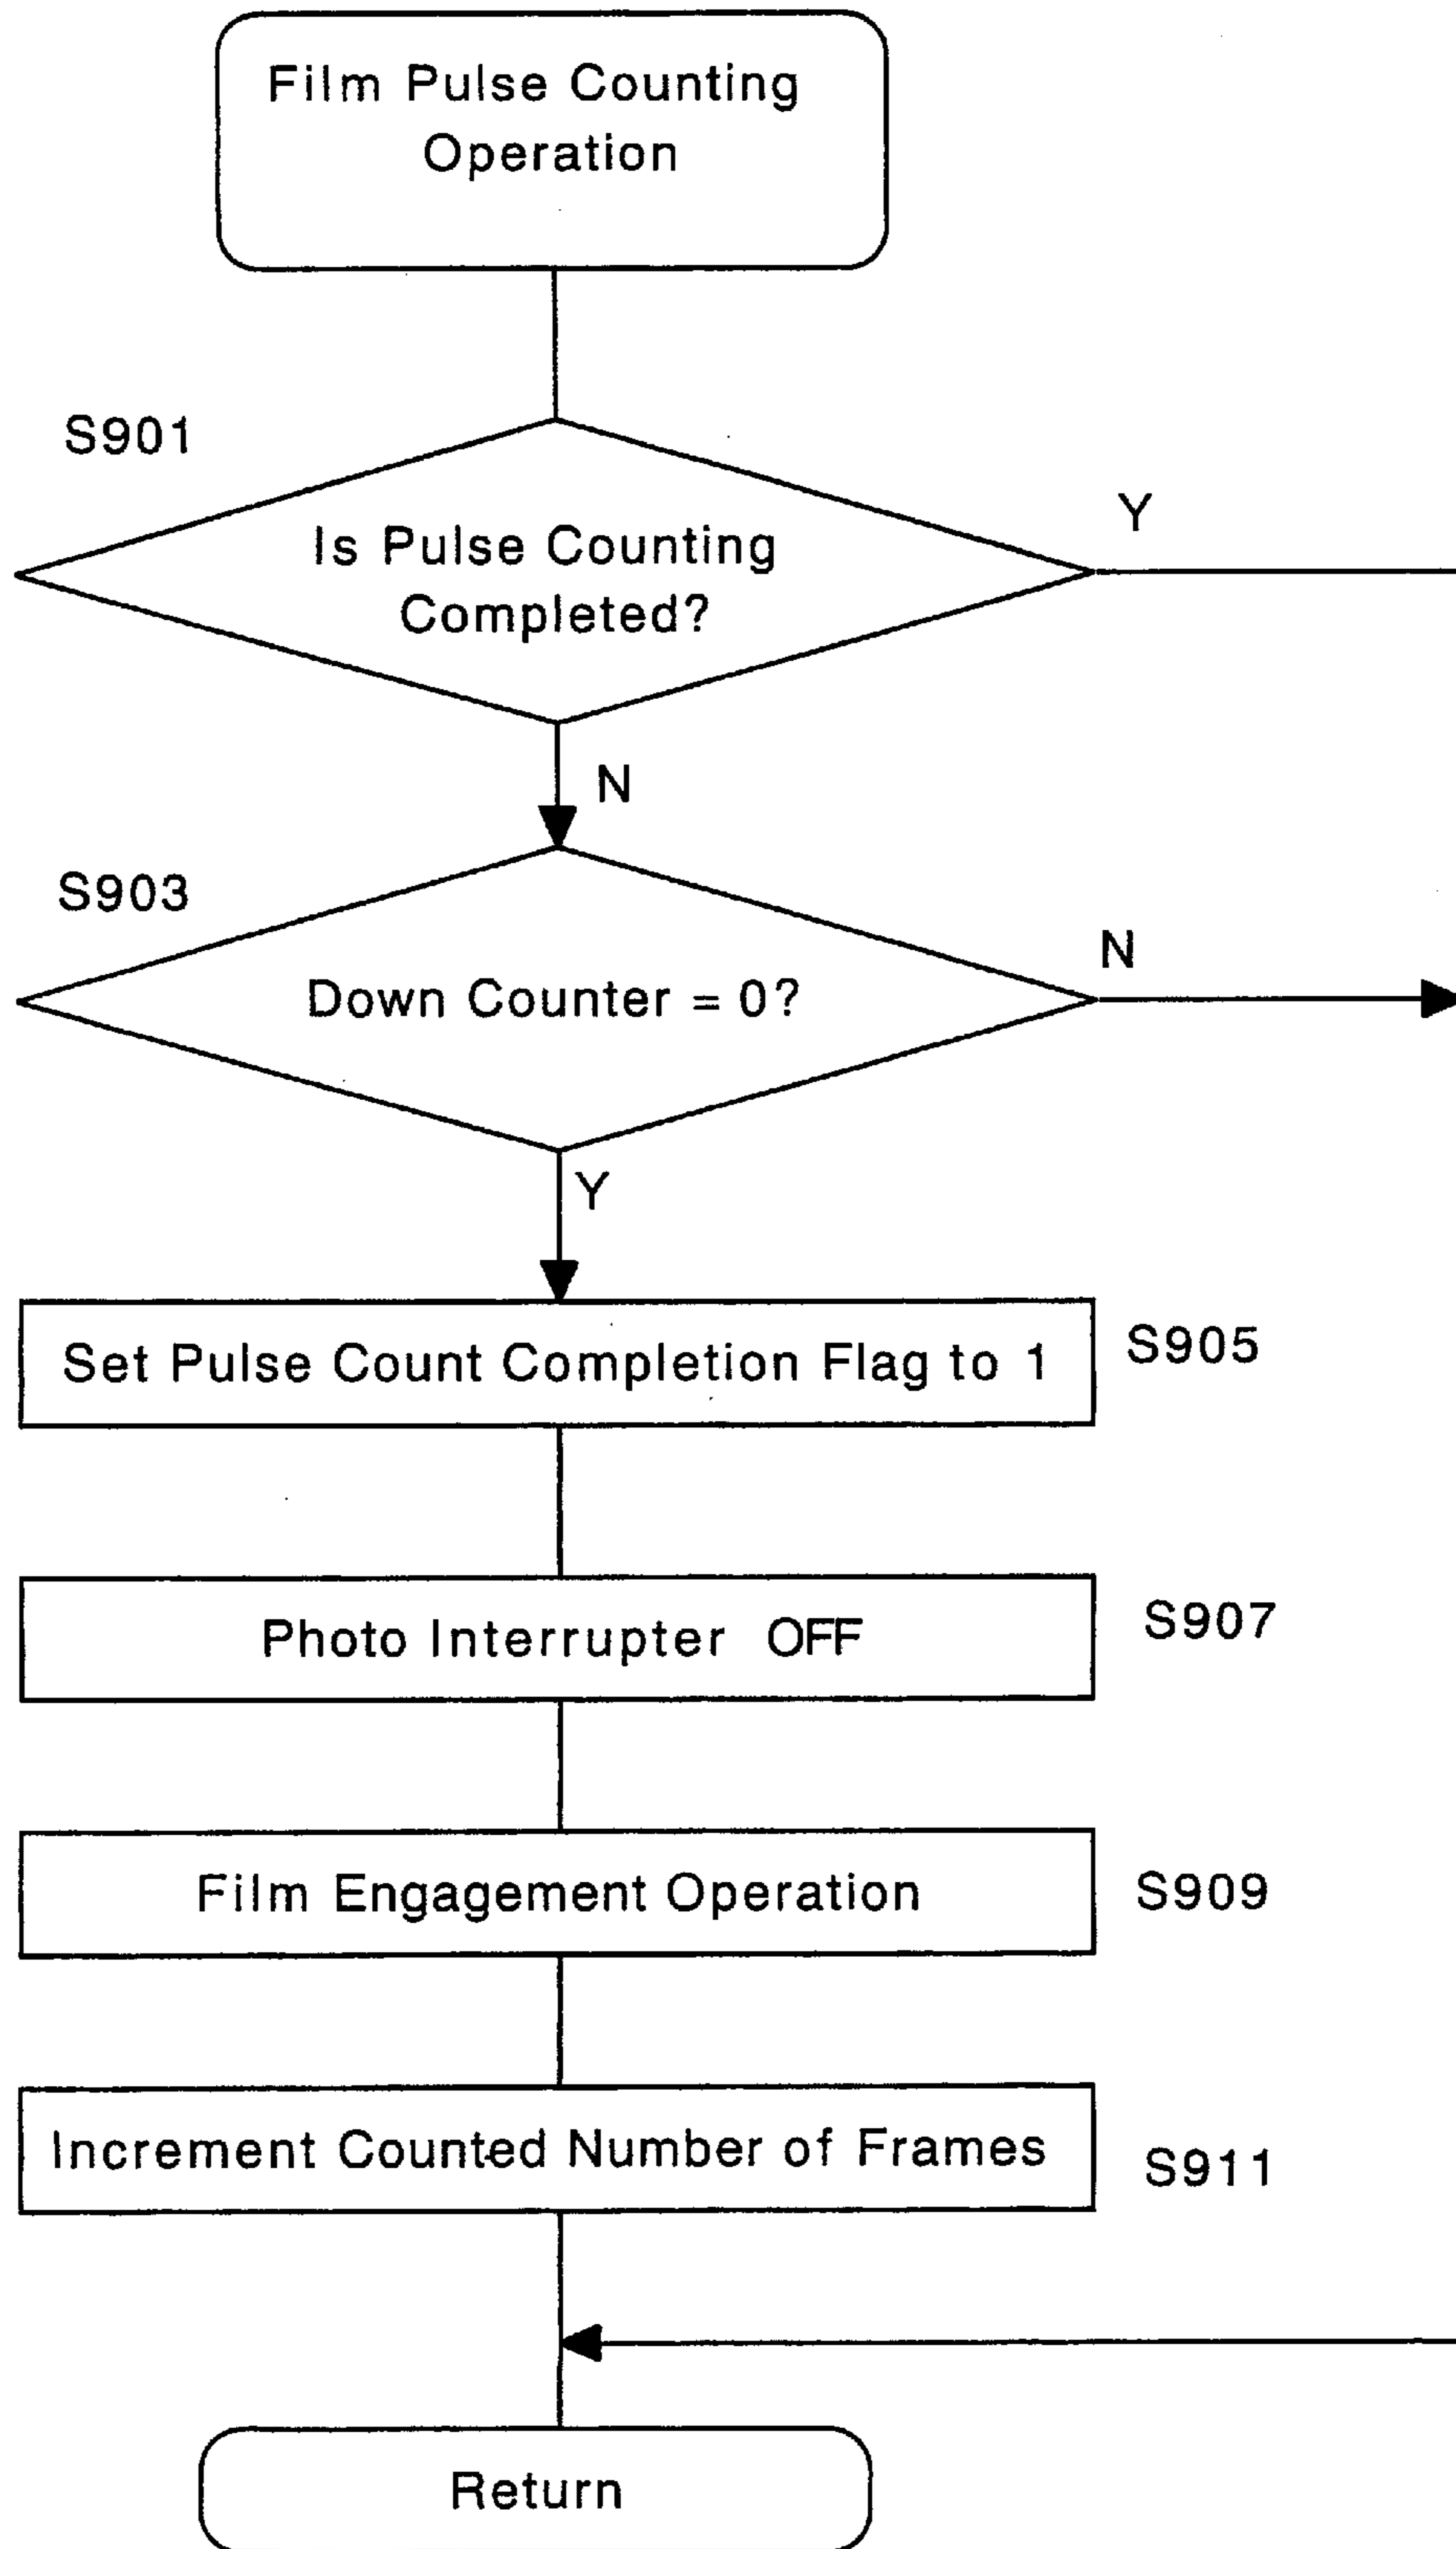 Film Pulse Counting
Operation
S901
Y
Is Pulse Counting
Completed?
N
S903
N
Down Counter = 0?
Y
Set Pulse Count Completion Flag to 1
S905
Photo Interrupter OFF
S907
Film Engagement Operation
S909
Increment Counted Number of Frames
S911
Return